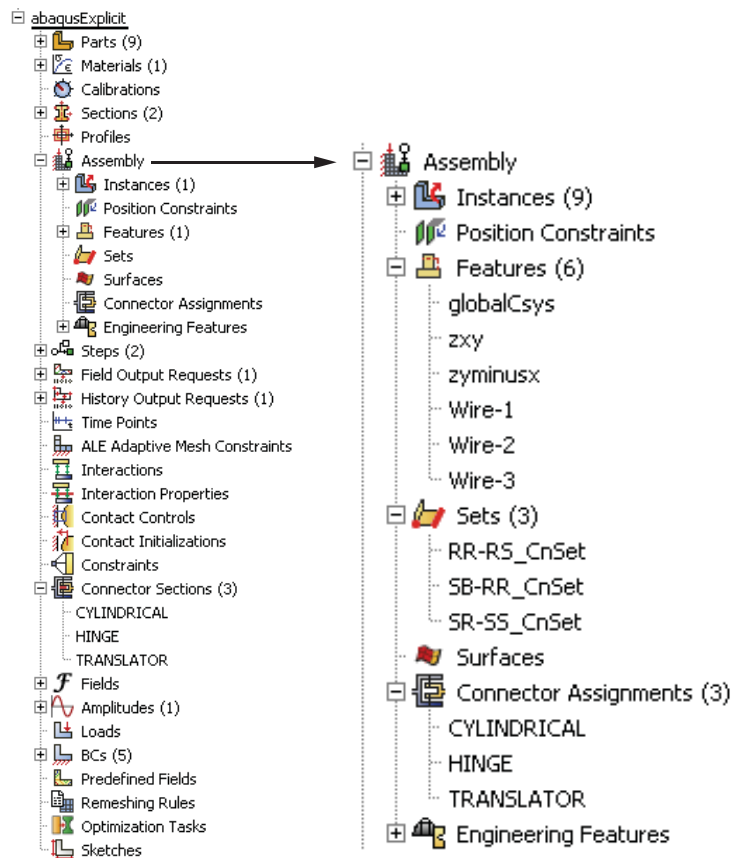 abaqusExplicit
Parts (9)
Materials (1)
Calibrations
Sections (2)
Profiles
Assembly
Instances (1)
Position Constraints
Features (1)
Sets
Surfaces
Connector Assignments
Engineering Features
Steps (2)
Field Output Requests (1)
History Output Requests (1)
Time Points
ALE Adaptive Mesh Constraints
Interactions
Interaction Properties
Contact Controls
Contact Initializations
Constraints
Connector Sections (3)
CYLINDRICAL
HINGE
TRANSLATOR
Fields
Amplitudes (1)
Loads
BCs (5)
Predefined Fields
Remeshing Rules
Optimization Tasks
Sketches
Assembly
Instances (9)
Position Constraints
Features (6)
globalCsys
zxy
zyminusx
Wire-1
Wire-2
Wire-3
Sets (3)
RR-RS_CnSet
SB-RR_CnSet
SR-SS_CnSet
Surfaces
Connector Assignments (3)
CYLINDRICAL
HINGE
TRANSLATOR
Engineering Features